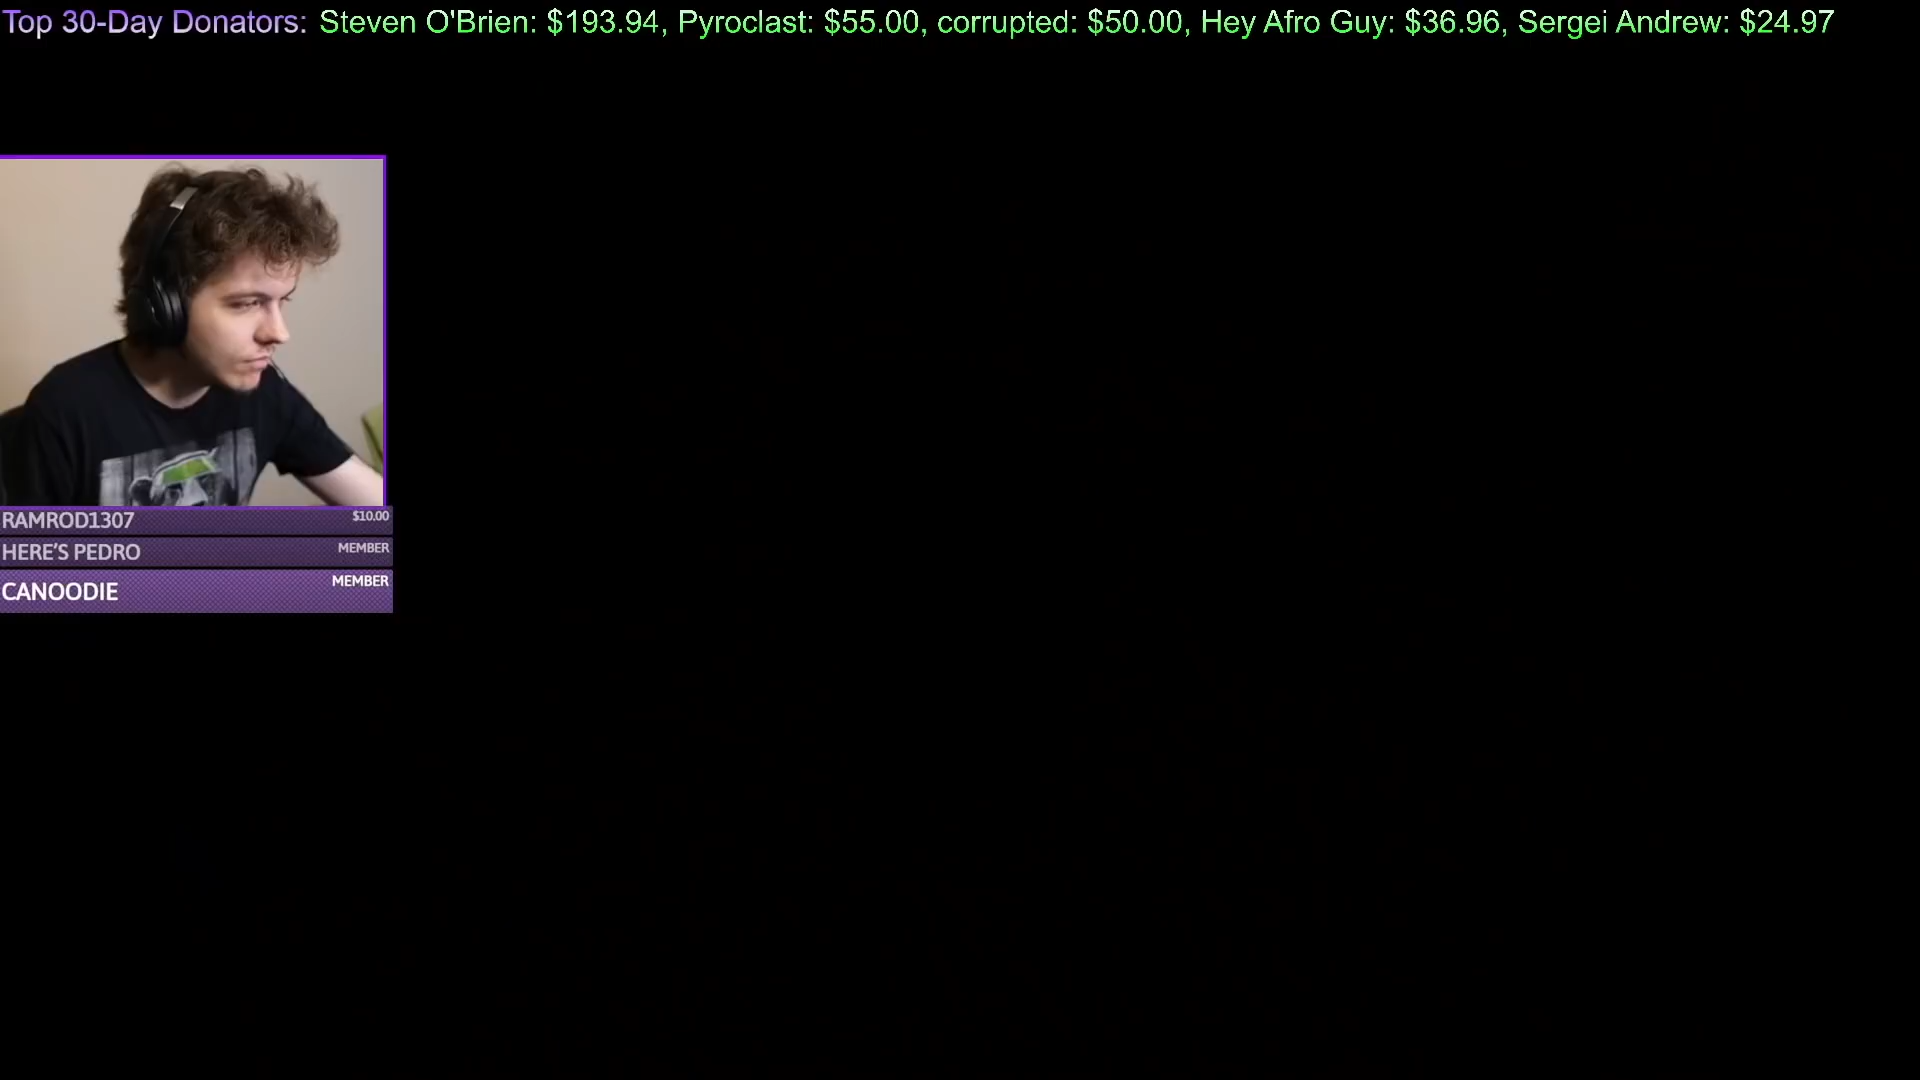 Top 30-Day Donators: Steven O'Brien: $193.94, Pyroclast: $55.00, corrupted: $50.00, Hey Afro Guy: $36.96, Sergei Andrew: $24.97
RAMROD1307 $10.00
HERE'S PEDRO MEMBER
CANOODIE MEMBER